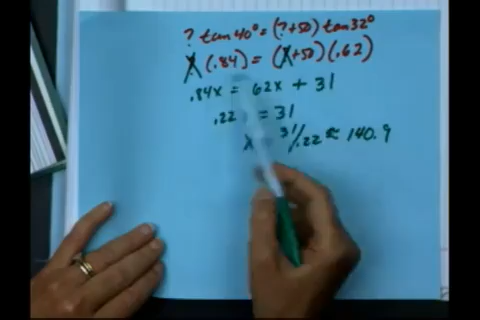 ? tan 40° = (? + 50) tan 32°
X (.84) = (X + 50) (.62)
.84x = .62x + 31
.22 = 31
x 31/.22 ≈ 140.9